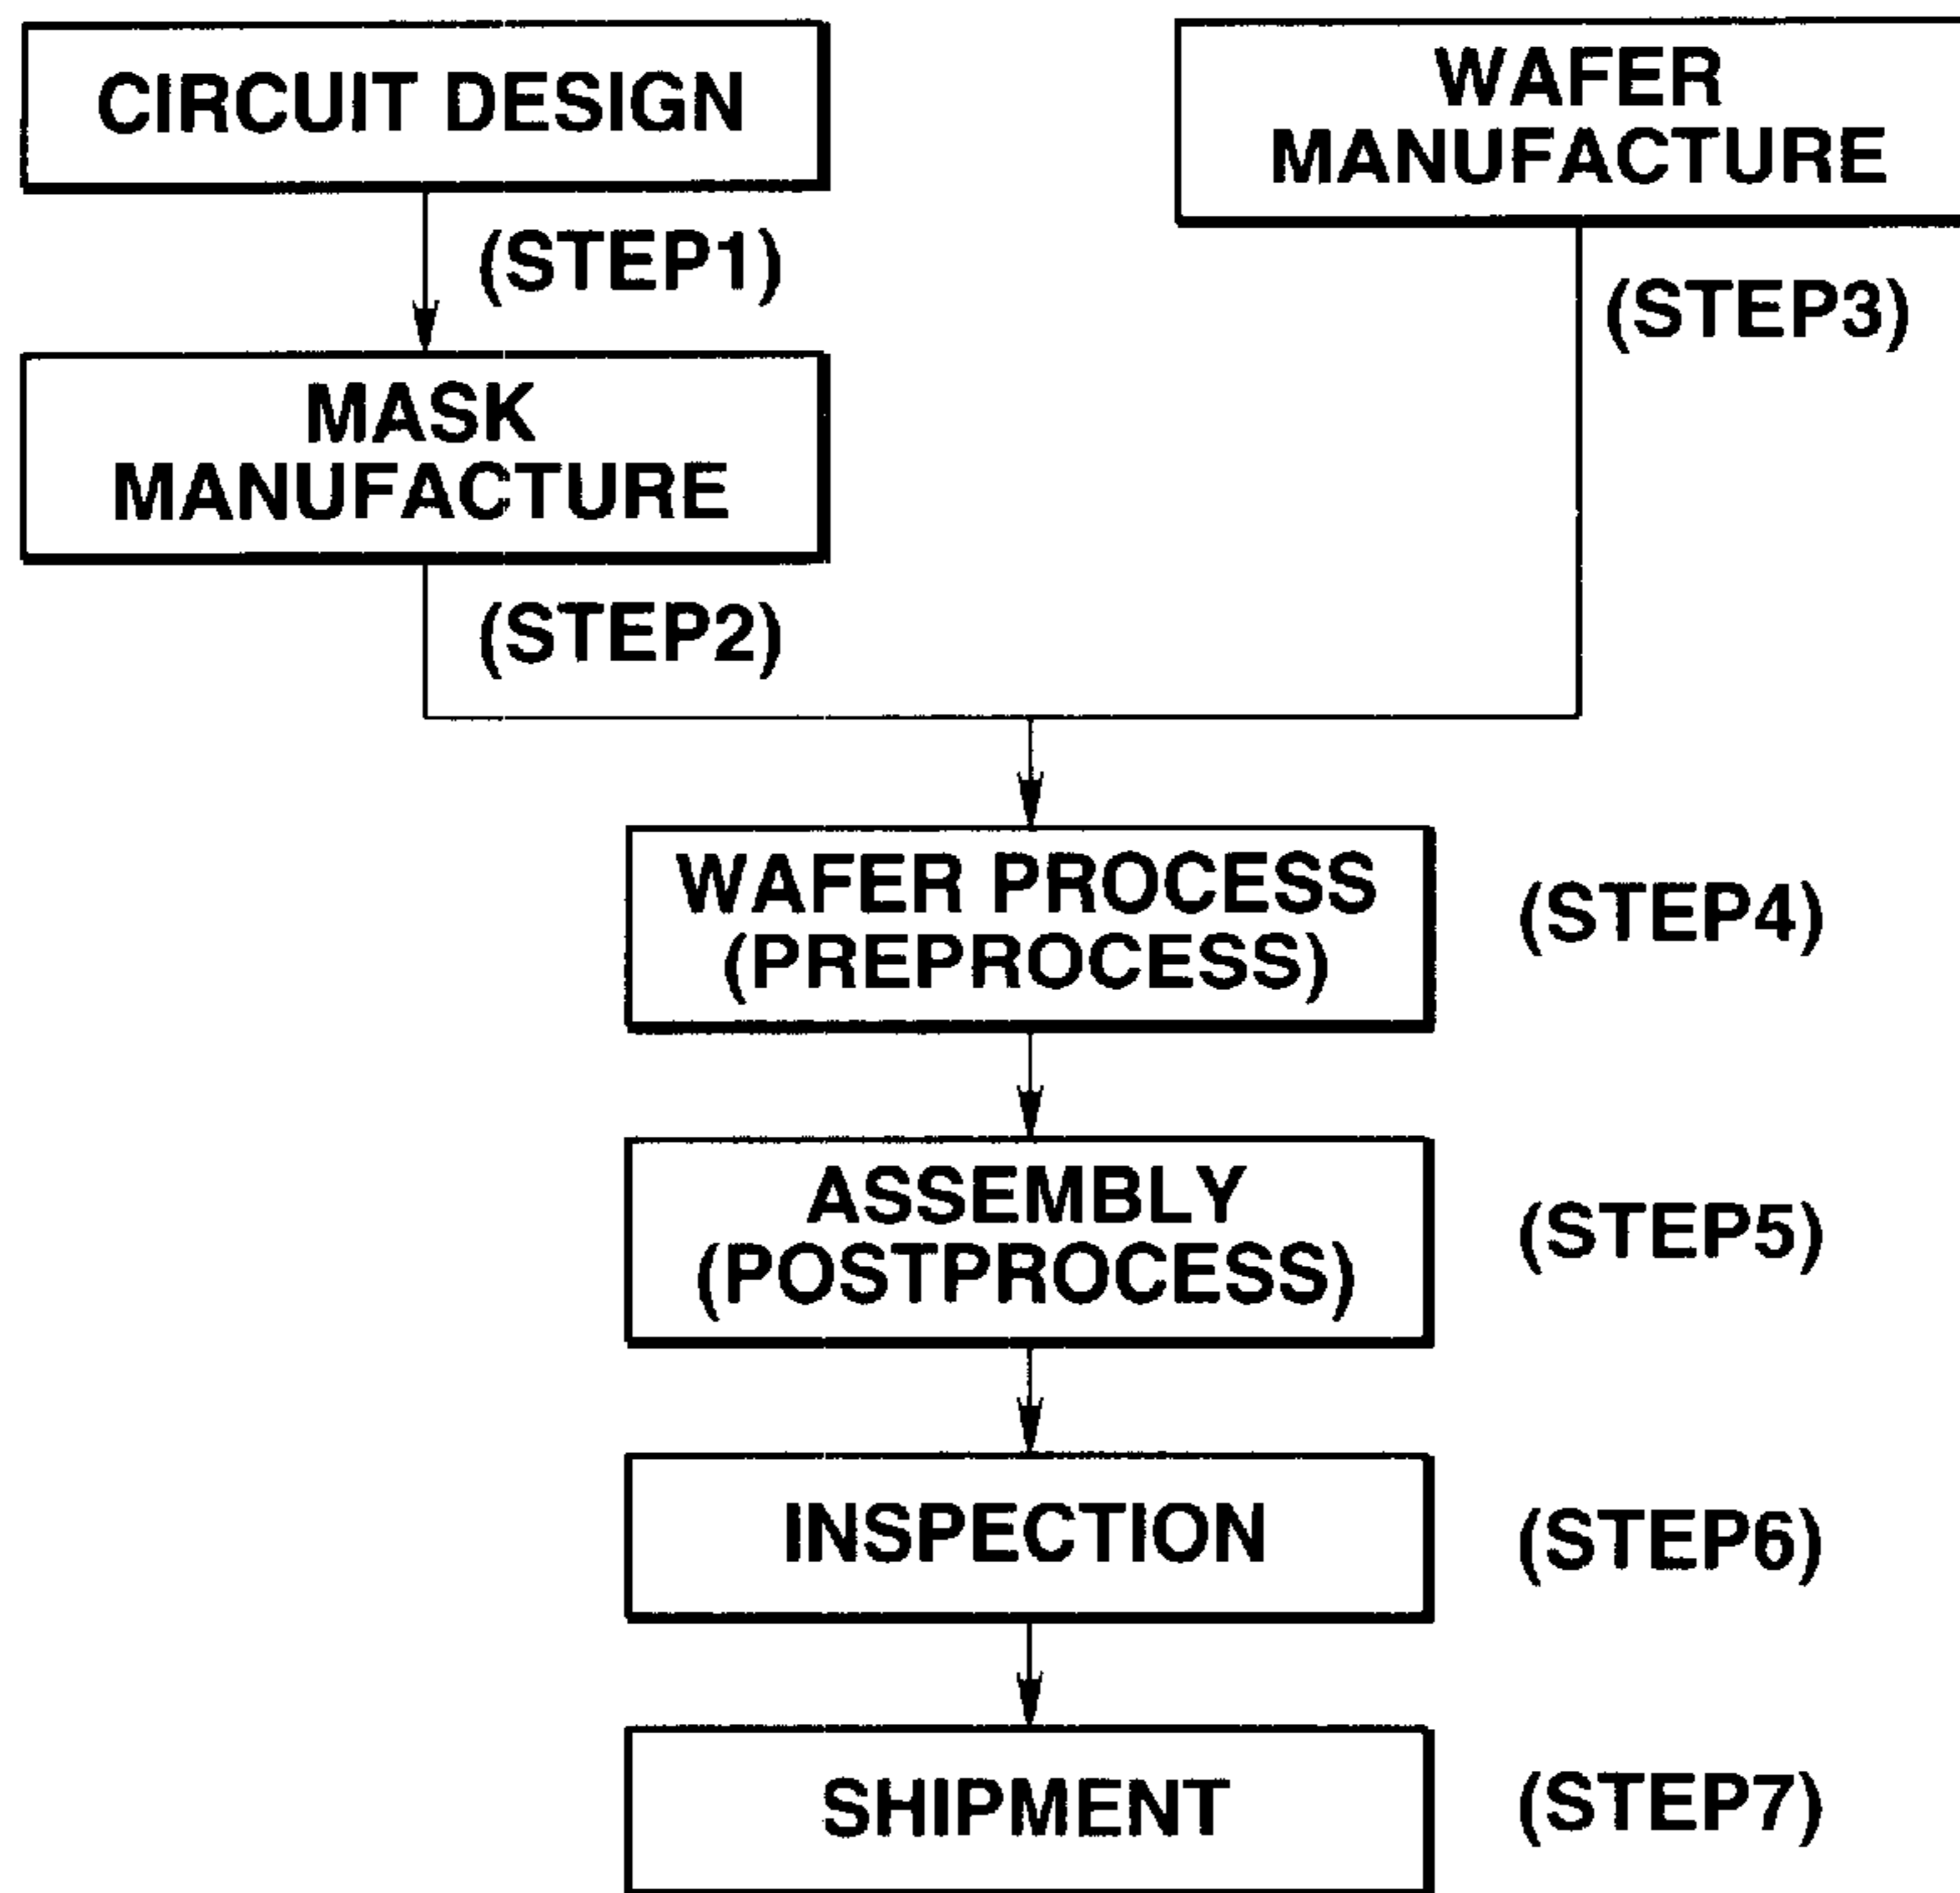 CIRCUIT DESIGN
(STEP1)
MASK
MANUFACTURE
(STEP2)
WAFER
MANUFACTURE
(STEP3)
WAFER PROCESS
(PREPROCESS)
(STEP4)
ASSEMBLY
(POSTPROCESS)
(STEP5)
INSPECTION
(STEP6)
SHIPMENT
(STEP7)